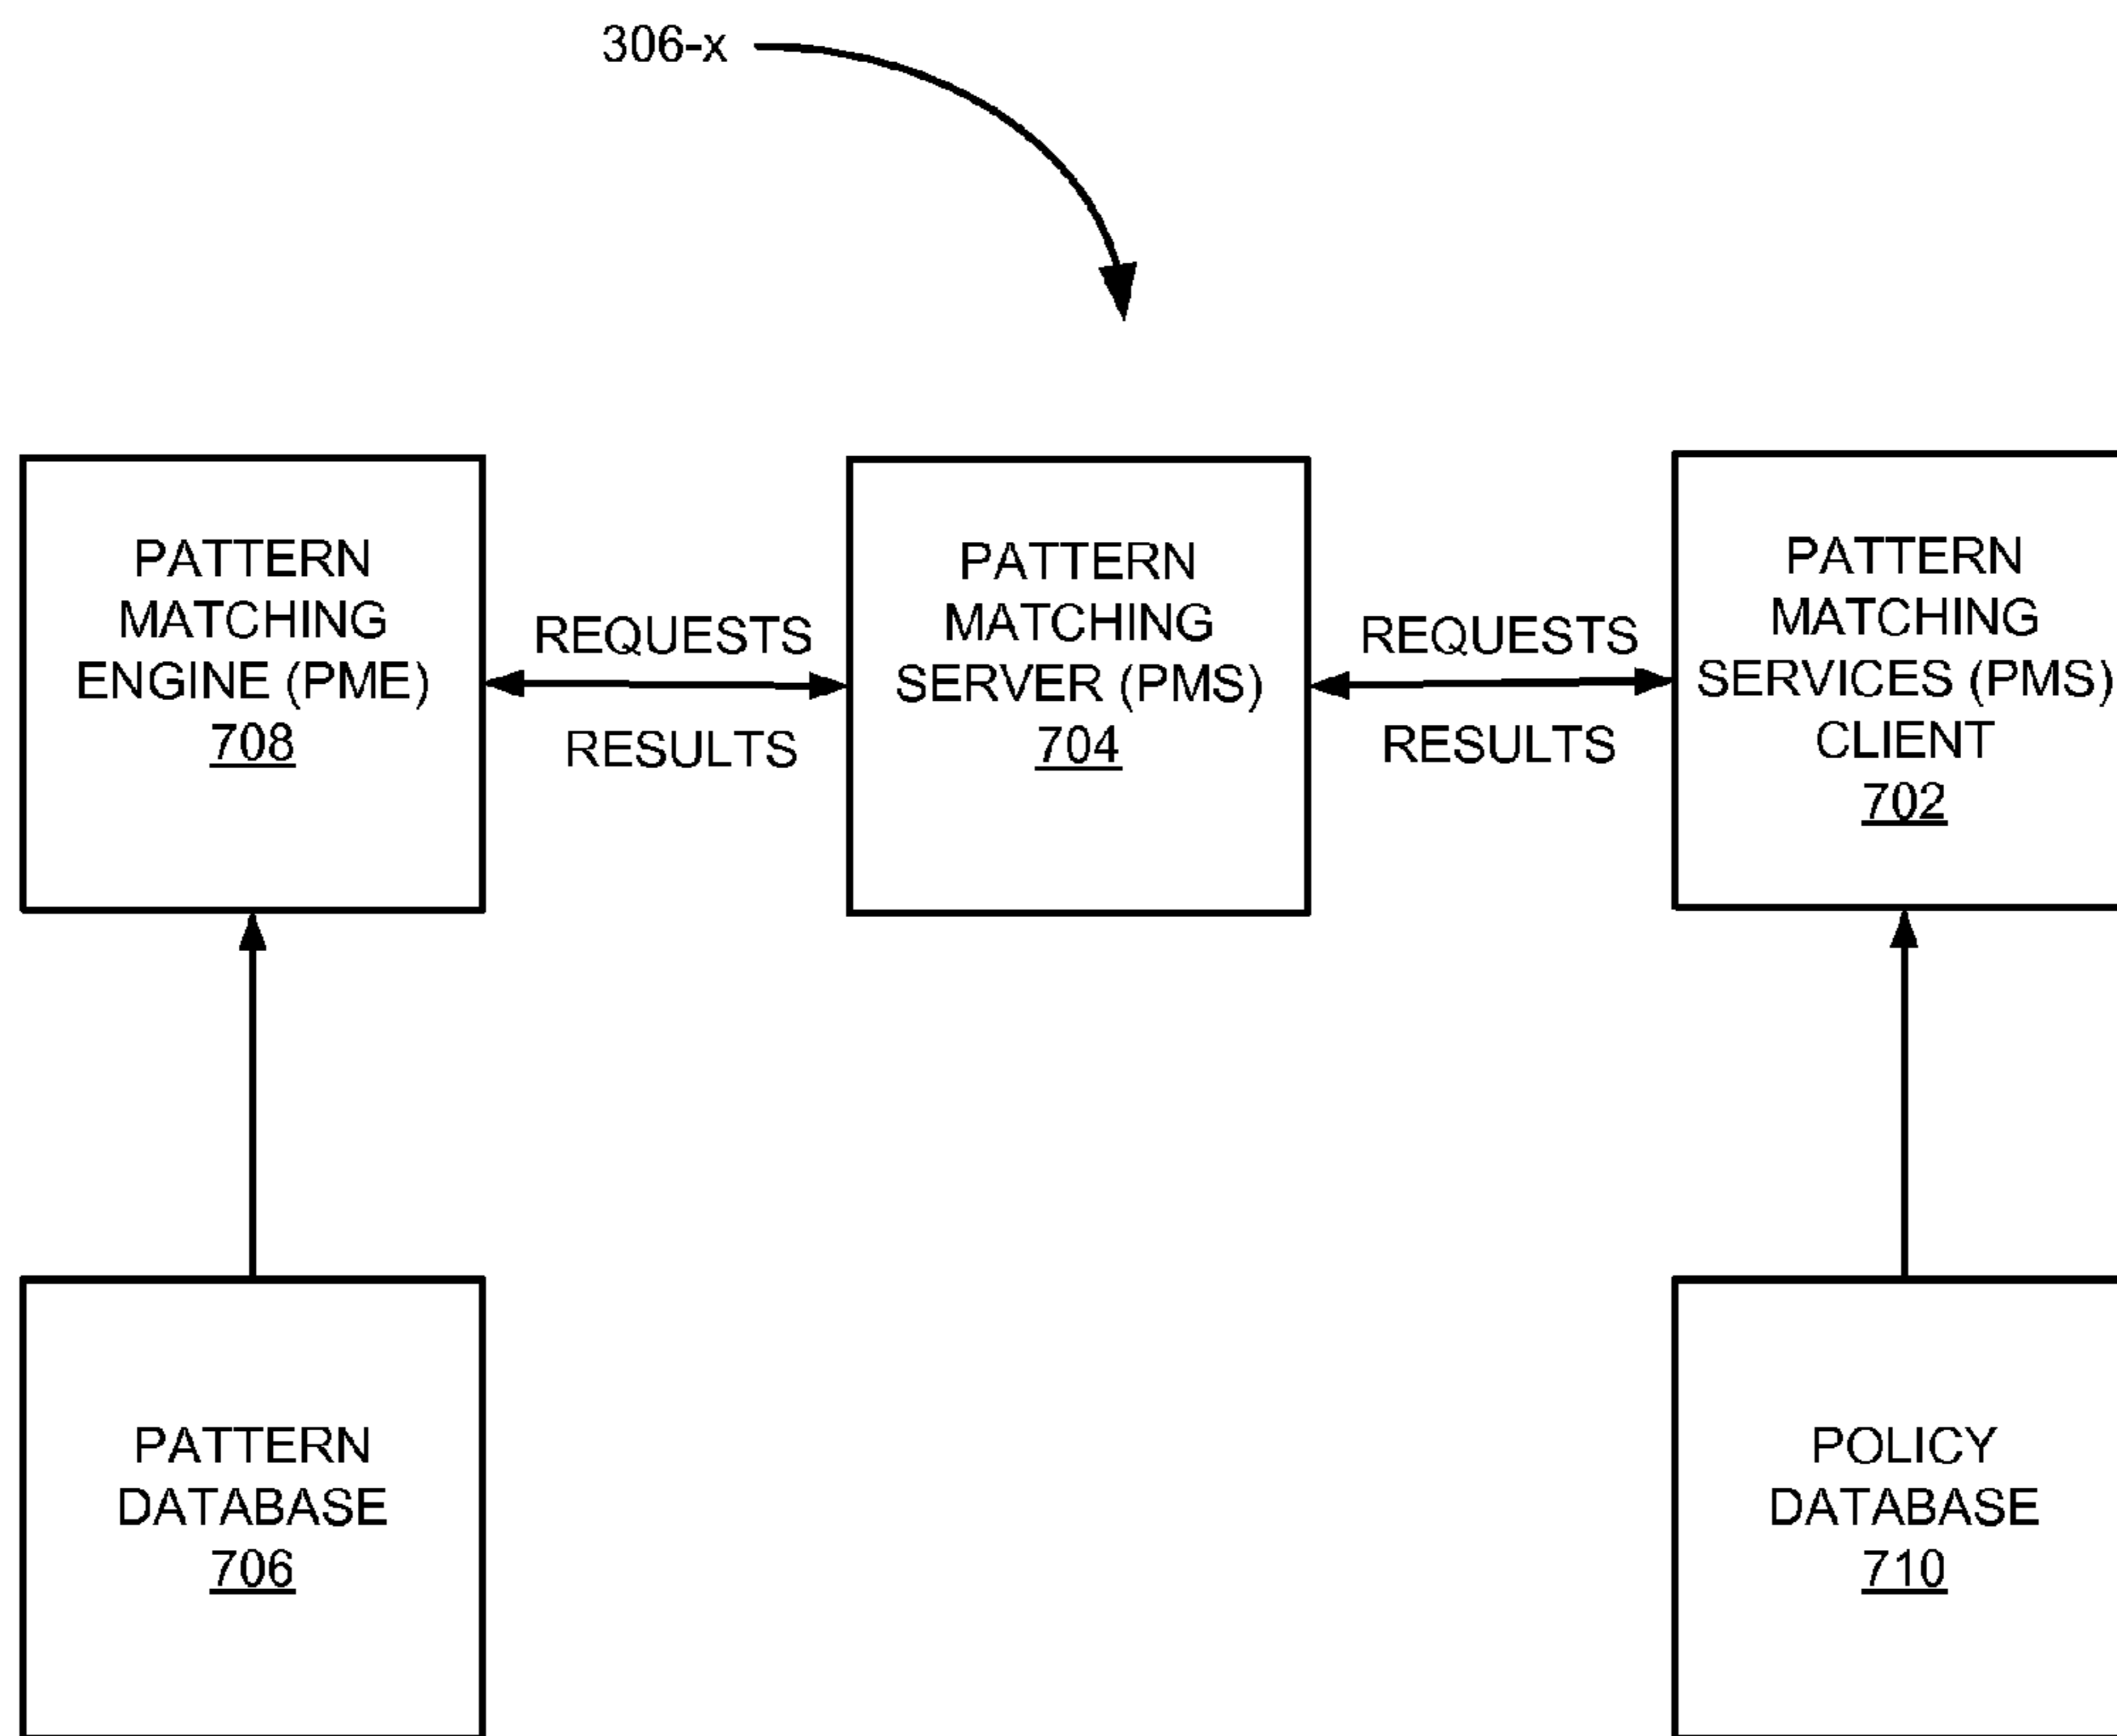 306-x
PATTERN
MATCHING
ENGINE (PME)
708
REQUESTS
RESULTS
PATTERN
MATCHING
SERVER (PMS)
704
REQUESTS
RESULTS
PATTERN
MATCHING
SERVICES (PMS)
CLIENT
702
PATTERN
DATABASE
706
POLICY
DATABASE
710